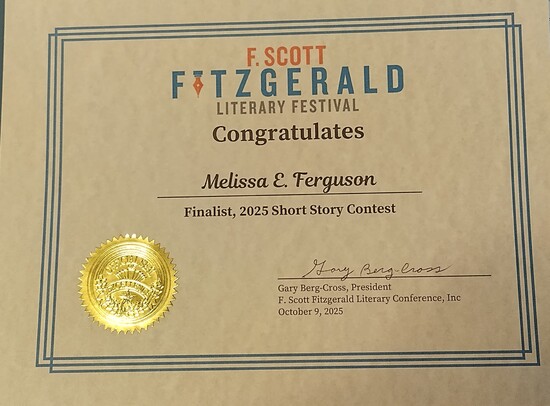 F. SCOTT
FITZGERALD
LITERARY FESTIVAL
Congratulates
Melissa E. Ferguson
Finalist, 2025 Short Story Contest
Gary Berg-Cross
Gary Berg-Cross, President
F. Scott Fitzgerald Literary Conference, Inc
October 9, 2025